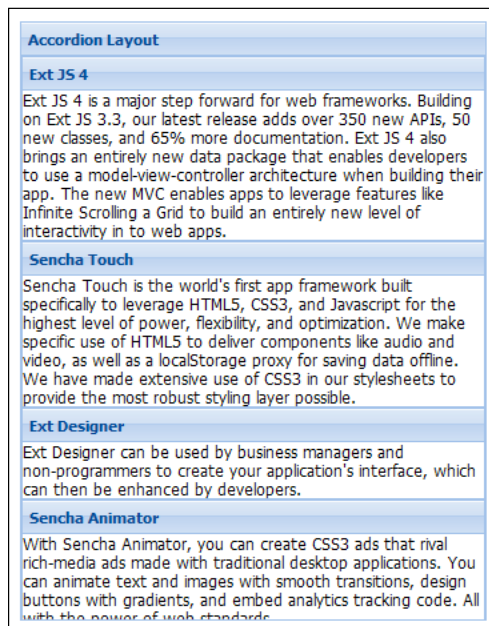 Accordion Layout
Ext JS 4
Ext JS 4 is a major step forward for web frameworks. Building
on Ext JS 3.3, our latest release adds over 350 new APIs, 50
new classes, and 65% more documentation. Ext JS 4 also
brings an entirely new data package that enables developers
to use a model-view-controller architecture when building their
app. The new MVC enables apps to leverage features like
Infinite Scrolling a Grid to build an entirely new level of
interactivity in to web apps.
Sencha Touch
Sencha Touch is the world's first app framework built
specifically to leverage HTML5, CSS3, and Javascript for the
highest level of power, flexibility, and optimization. We make
specific use of HTML5 to deliver components like audio and
video, as well as a localStorage proxy for saving data offline.
We have made extensive use of CSS3 in our stylesheets to
provide the most robust styling layer possible.
Ext Designer
Ext Designer can be used by business managers and
non-programmers to create your application's interface, which
can then be enhanced by developers.
Sencha Animator
With Sencha Animator, you can create CSS3 ads that rival
rich-media ads made with traditional desktop applications. You
can animate text and images with smooth transitions, design
buttons with gradients, and embed analytics tracking code. All
with the power of web standards.